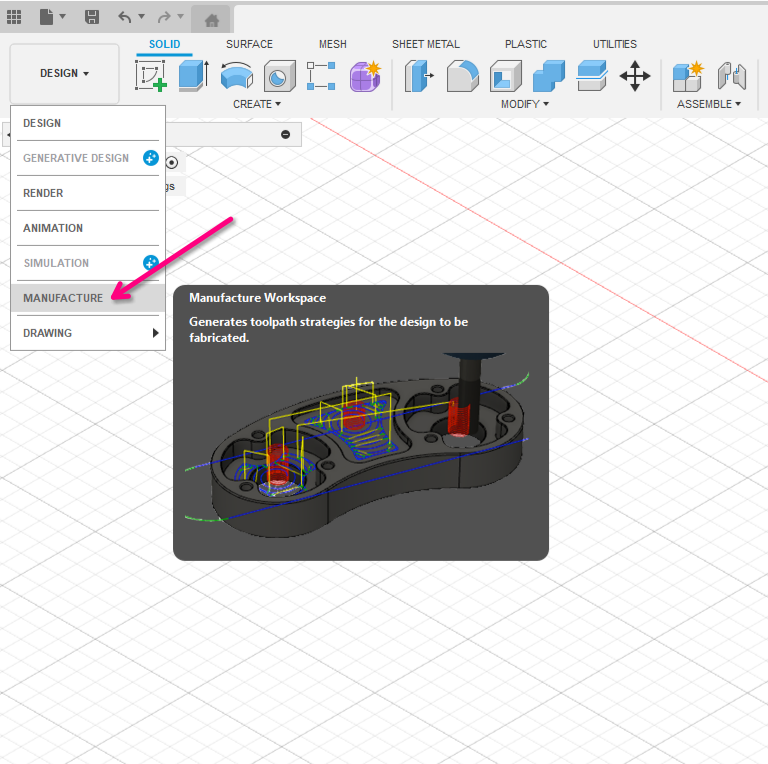 SOLID
SURFACE
MESH
SHEET METAL
PLASTIC
UTILITIES
DESIGN
CREATE
MODIFY
ASSEMBLE
DESIGN
GENERATIVE DESIGN
RENDER
gs
ANIMATION
SIMULATION
MANUFACTURE
DRAWING
Manufacture Workspace
Generates toolpath strategies for the design to be
fabricated.